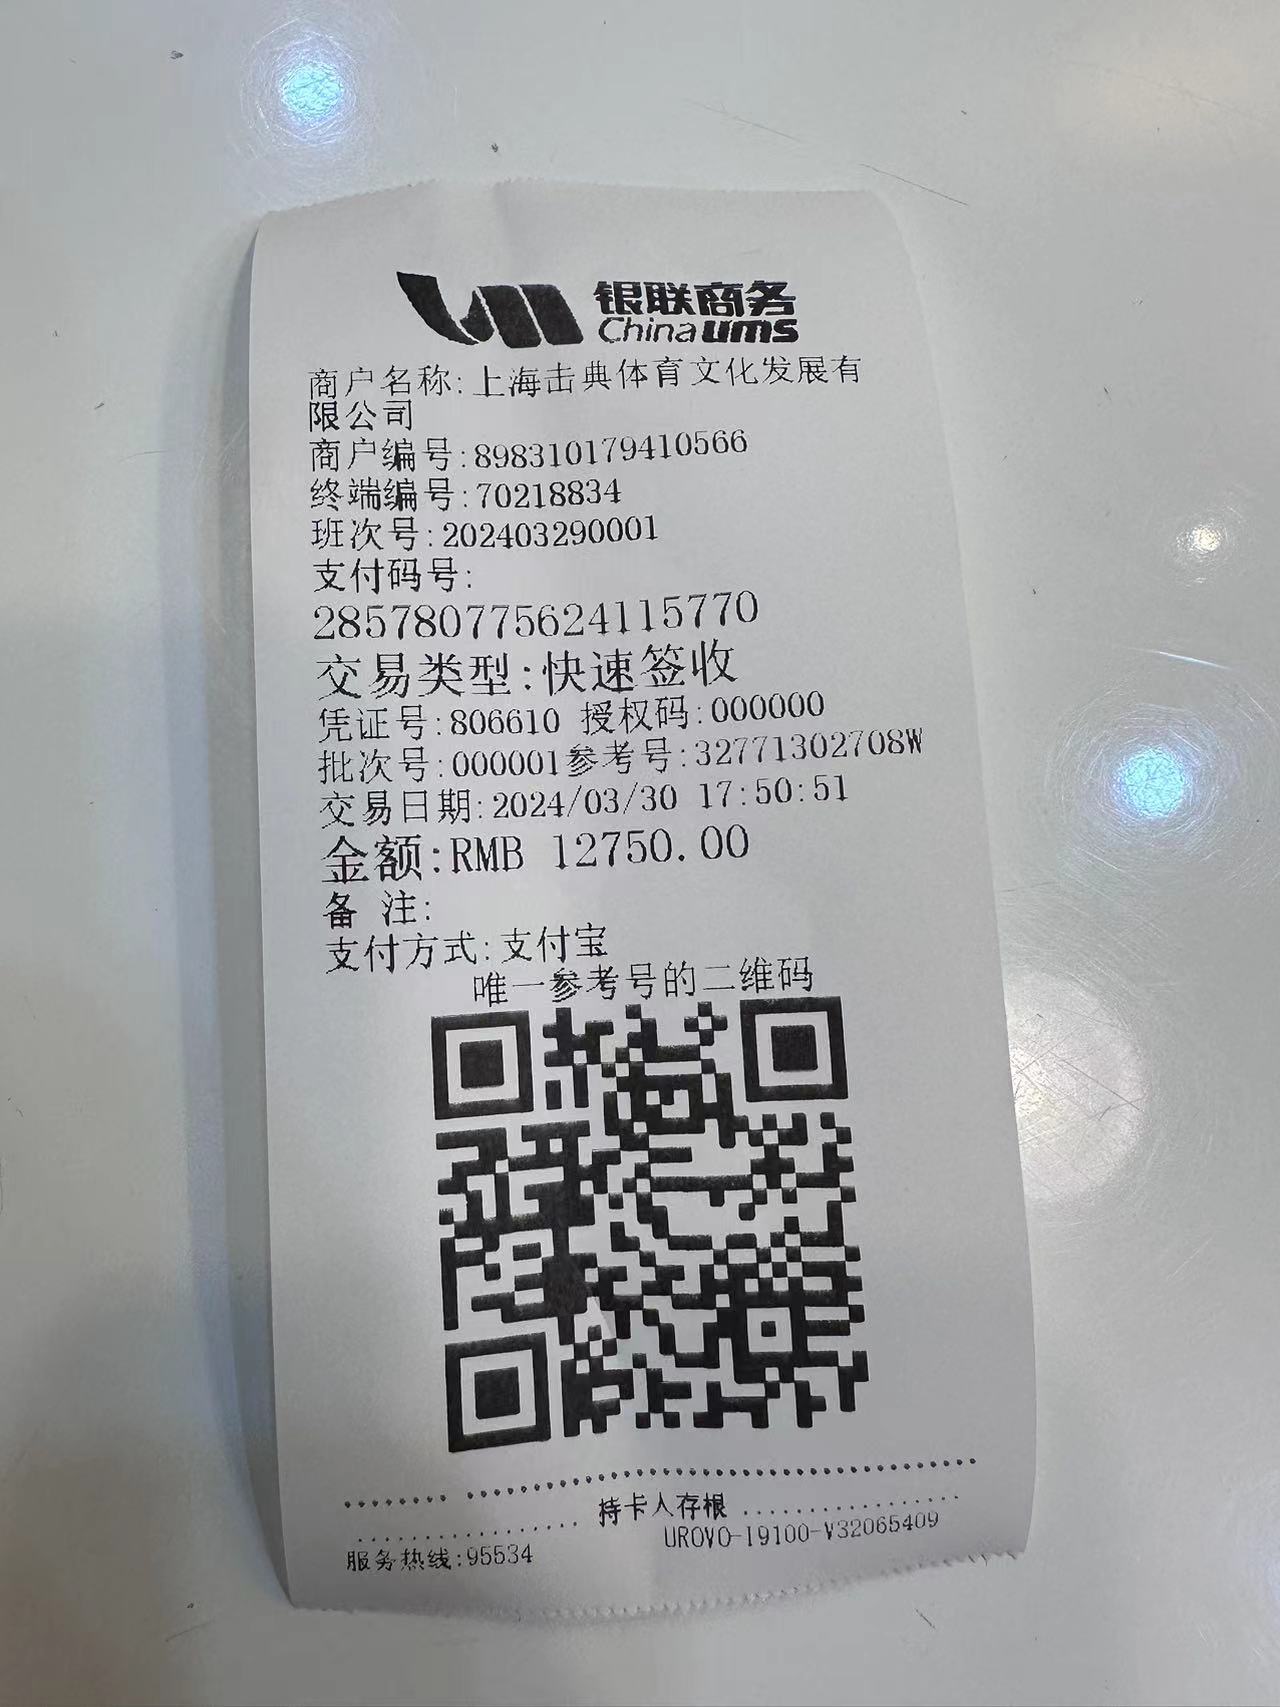 银联商务
Chinaums
商户名称:上海击典体育文化发展有
限公司
商户编号:898310179410566
终端编号:70218834
班次号:202403290001
支付码号:
285780775624115770
交易类型:快速签收
凭证号:806610 授权码:000000
批次号:000001参考号:32771302708W
交易日期:2024/03/30 17:50:51
金额:RMB 12750.00
备 注:
支付方式:支付宝
唯一参考号的二维码
持卡人存根
UROVO-I9100-V32065409
服务热线:95534